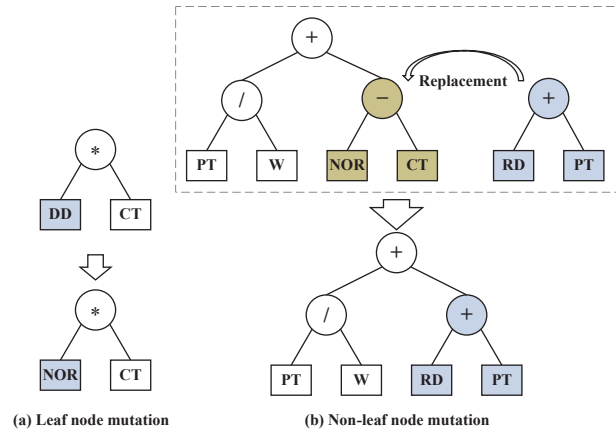 +
Replacement
/
−
+
PT
W
NOR
CT
RD
PT
*
DD
CT
+
*
/
+
NOR
CT
PT
W
RD
PT
(a) Leaf node mutation
(b) Non-leaf node mutation